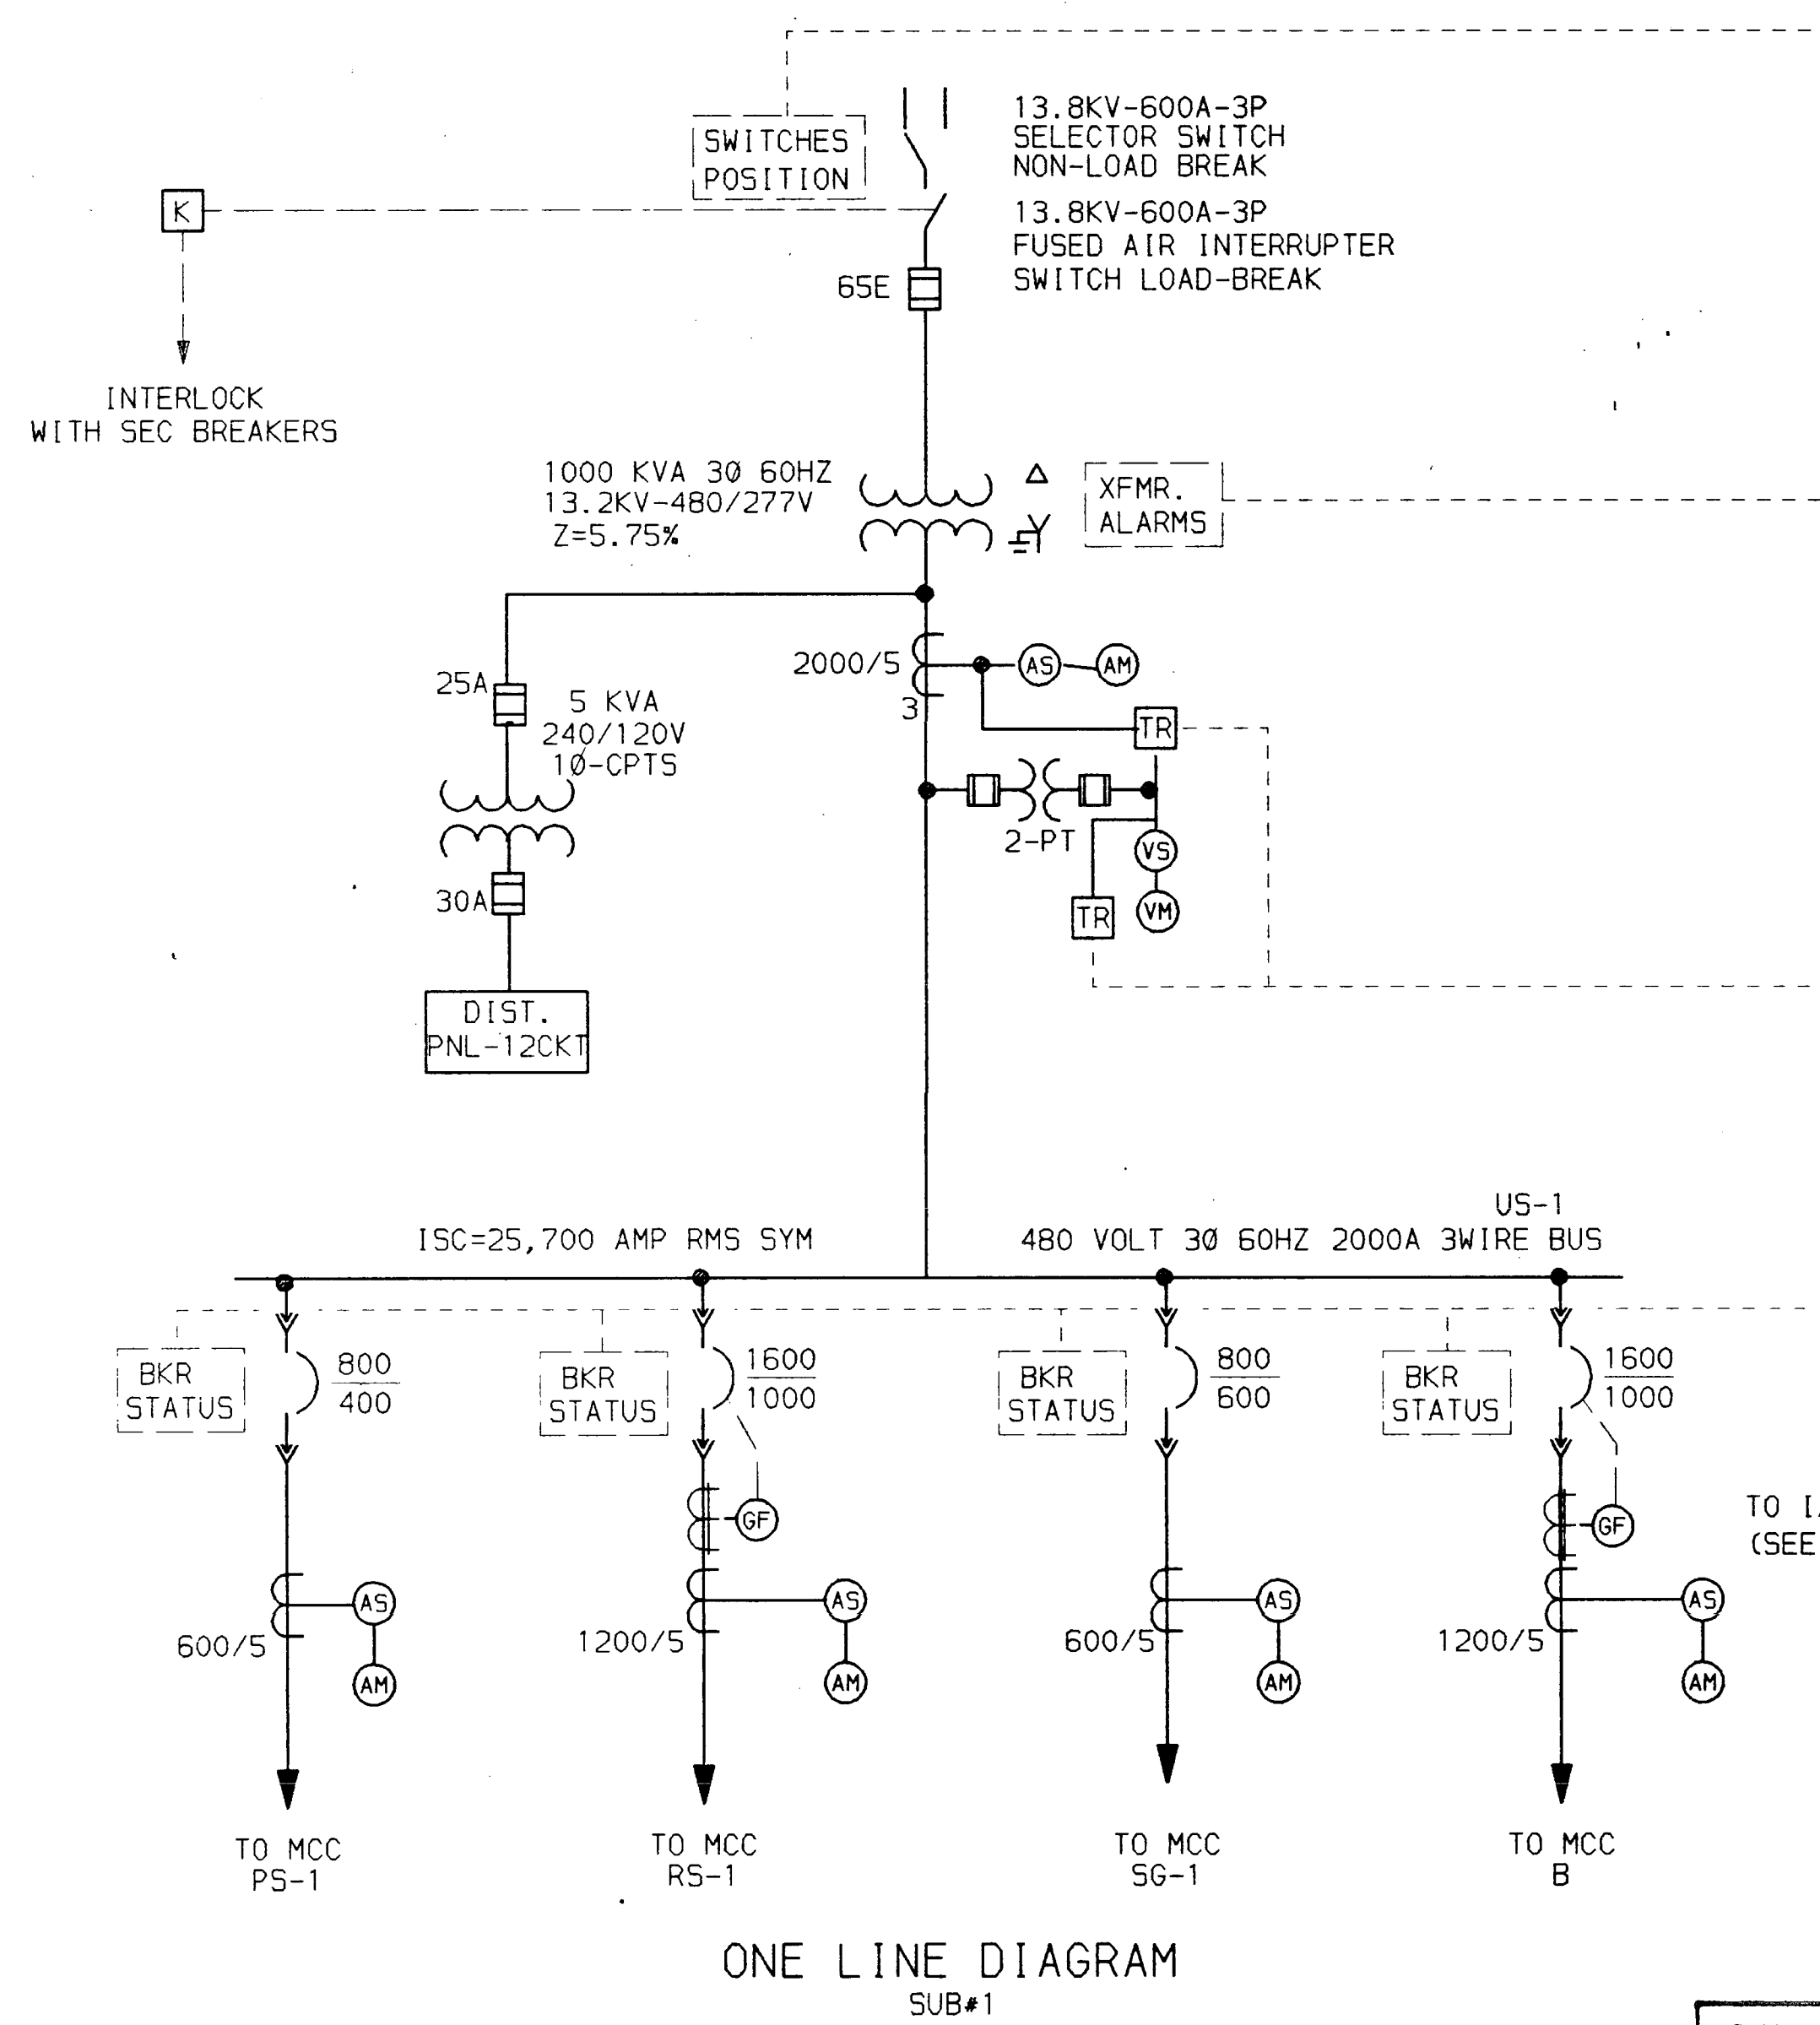 13.8KV-600A-3P
SELECTOR SWITCH
NON-LOAD BREAK
SWITCHES
POSITION
K
13.8KV-600A-3P
FUSED AIR INTERRUPTER
SWITCH LOAD-BREAK
65E
INTERLOCK
WITH SEC BREAKERS
1000 KVA 3Ø 60HZ
13.2KV-480/277V
Z=5.75%
XFMR.
ALARMS
2000/5
3
AS
AM
25A
5 KVA
240/120V
1Ø-CPTS
TR
2-PT
VS
30A
TR
VM
DIST.
PNL-12CKT
US-1
ISC=25,700 AMP RMS SYM
480 VOLT 3Ø 60HZ 2000A 3WIRE BUS
BKR
STATUS
800
400
BKR
STATUS
1600
1000
BKR
STATUS
800
600
BKR
STATUS
1600
1000
GF
GF
TO I
(SEE
AS
AS
AS
AS
600/5
1200/5
600/5
1200/5
AM
AM
AM
AM
TO MCC
PS-1
TO MCC
RS-1
TO MCC
SG-1
TO MCC
B
ONE LINE DIAGRAM
SUB#1